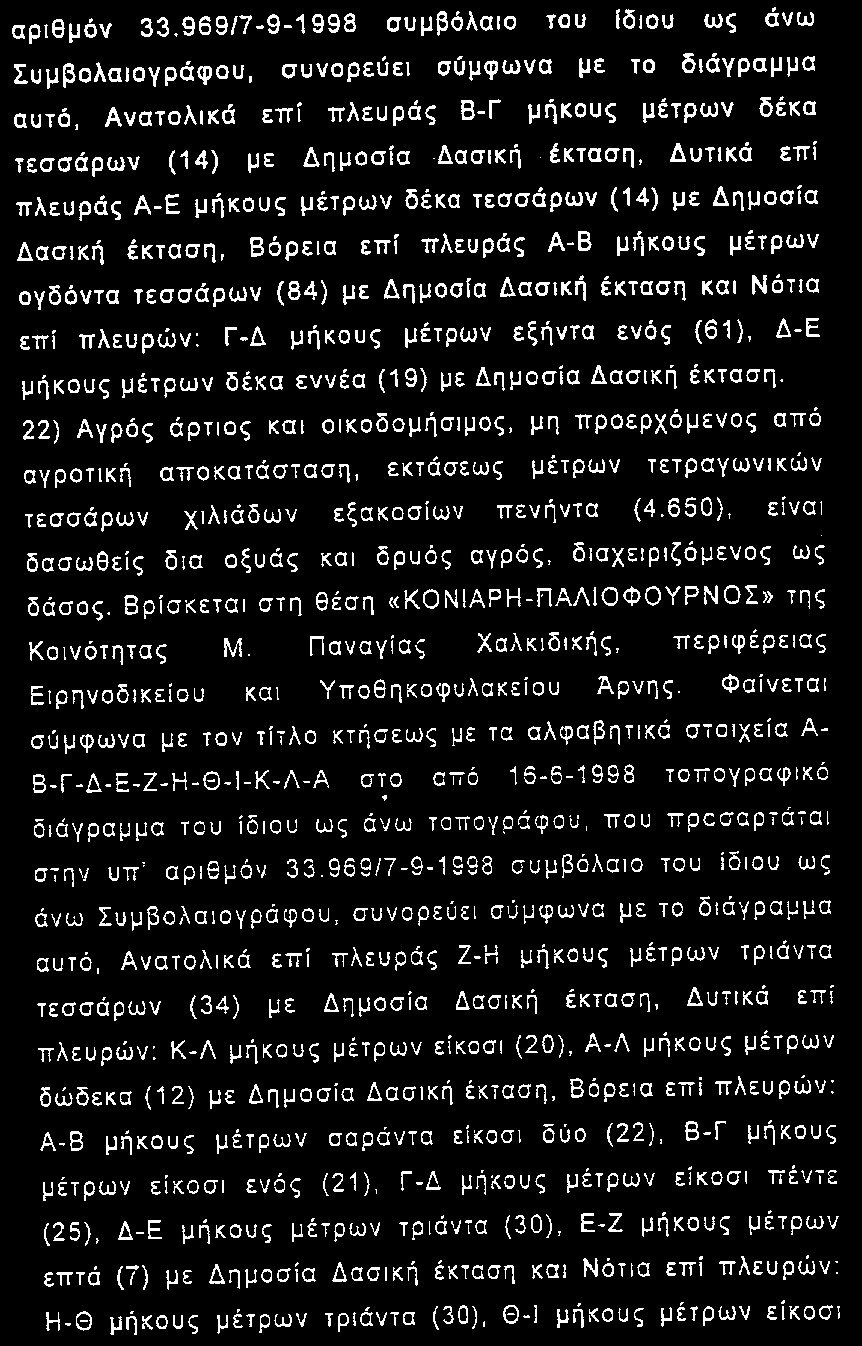 αριθμόν 33.969/7-9-1998 συμβόλαιο του ίδιου ως άνω
Συμβολαιογράφου, συνορεύει σύμφωνα με το διάγραμμα
αυτό, Ανατολικά επί πλευράς Β-Γ μήκους μέτρων δέκα
τεσσάρων (14) με Δημοσία Δασική έκταση, Δυτικά επί
πλευράς Α-Ε μήκους μέτρων δέκα τεσσάρων (14) με Δημοσία
Δασική έκταση, Βόρεια επί πλευράς Α-Β μήκους μέτρων
ογδόντα τεσσάρων (84) με Δημοσία Δασική έκταση και Νότια
επί πλευρών: Γ-Δ μήκους μέτρων εξήντα ενός (61), Δ-Ε
μήκους μέτρων δέκα εννέα (19) με Δημοσία Δασική έκταση.
22) Αγρός άρτιος και οικοδομήσιμος, μη προερχόμενος από
αγροτική αποκατάσταση, εκτάσεως μέτρων τετραγωνικών
τεσσάρων χιλιάδων εξακοσίων πενήντα (4.650), είναι
δασωθείς δια οξυάς και δρυός αγρός, διαχειριζόμενος ως
δάσος. Βρίσκεται στη θέση «ΚΟΝΙΑΡΗ-ΠΑΛΙΟΦΟΥΡΝΟΣ» της
Κοινότητας Μ. Παναγίας Χαλκιδικής, περιφέρειας
Ειρηνοδικείου και Υποθηκοφυλακείου Άρνης. Φαίνεται
σύμφωνα με τον τίτλο κτήσεως με τα αλφαβητικά στοιχεία Α-
Β-Γ-Δ-Ε-Ζ-Η-Θ-Ι-Κ-Λ-Α στο από 16-6-1998 τοπογραφικό
διάγραμμα του ίδιου ως άνω τοπογράφου, που προσαρτάται
στην υπ' αριθμόν 33.969/7-9-1998 συμβόλαιο του ίδιου ως
άνω Συμβολαιογράφου, συνορεύει σύμφωνα με το διάγραμμα
αυτό, Ανατολικά επί πλευράς Ζ-Η μήκους μέτρων τριάντα
τεσσάρων (34) με Δημοσία Δασική έκταση, Δυτικά επί
πλευρών: Κ-Λ μήκους μέτρων είκοσι (20), Α-Λ μήκους μέτρων
δώδεκα (12) με Δημοσία Δασική έκταση, Βόρεια επί πλευρών:
Α-Β μήκους μέτρων σαράντα είκοσι δύο (22), Β-Γ μήκους
μέτρων είκοσι ενός (21), Γ-Δ μήκους μέτρων είκοσι πέντε
(25), Δ-Ε μήκους μέτρων τριάντα (30), Ε-Ζ μήκους μέτρων
επτά (7) με Δημοσία Δασική έκταση και Νότια επί πλευρών:
Η-Θ μήκους μέτρων τριάντα (30), Θ-Ι μήκους μέτρων είκοσι